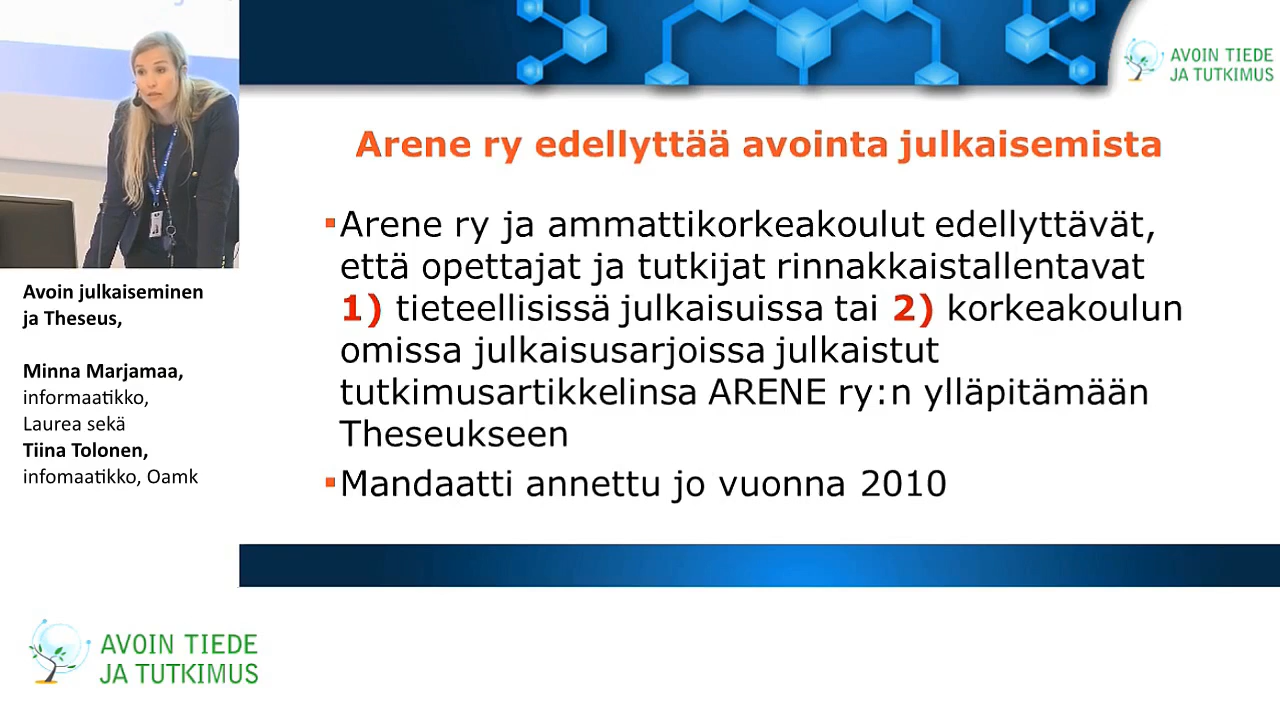 AVOIN TIEDE
JA TUTKIMUS
Arene ry edellyttää avointa julkaisemista
▪Arene ry ja ammattikorkeakoulut edellyttävät,
että opettajat ja tutkijat rinnakkaistallentavat
1) tieteellisissä julkaisuissa tai 2) korkeakoulun
omissa julkaisusarjoissa julkaistut
tutkimusartikkelinsa ARENE ry:n ylläpitämään
Theseukseen
▪Mandaatti annettu jo vuonna 2010
Avoin julkaiseminen
ja Theseus,
Minna Marjamaa,
informaatikko,
Laurea sekä
Tiina Tolonen,
infomaatikko, Oamk
AVOIN TIEDE
JA TUTKIMUS